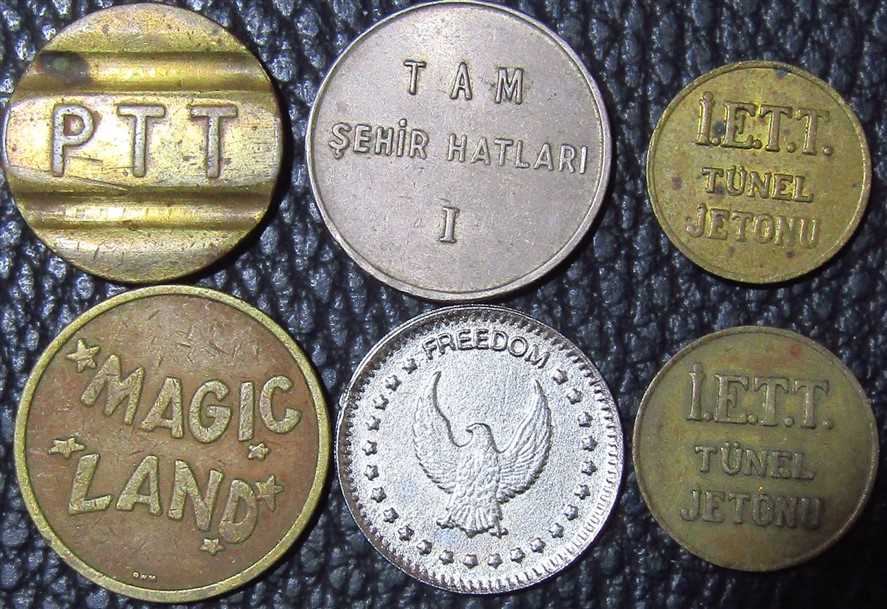 PTT
TAM
ŞEHİR HATLARI
I
İ.E.T.T.
TÜNEL
JETONU
MAGIC
LAND
FREEDOM
İ.E.T.T.
TÜNEL
JETONU